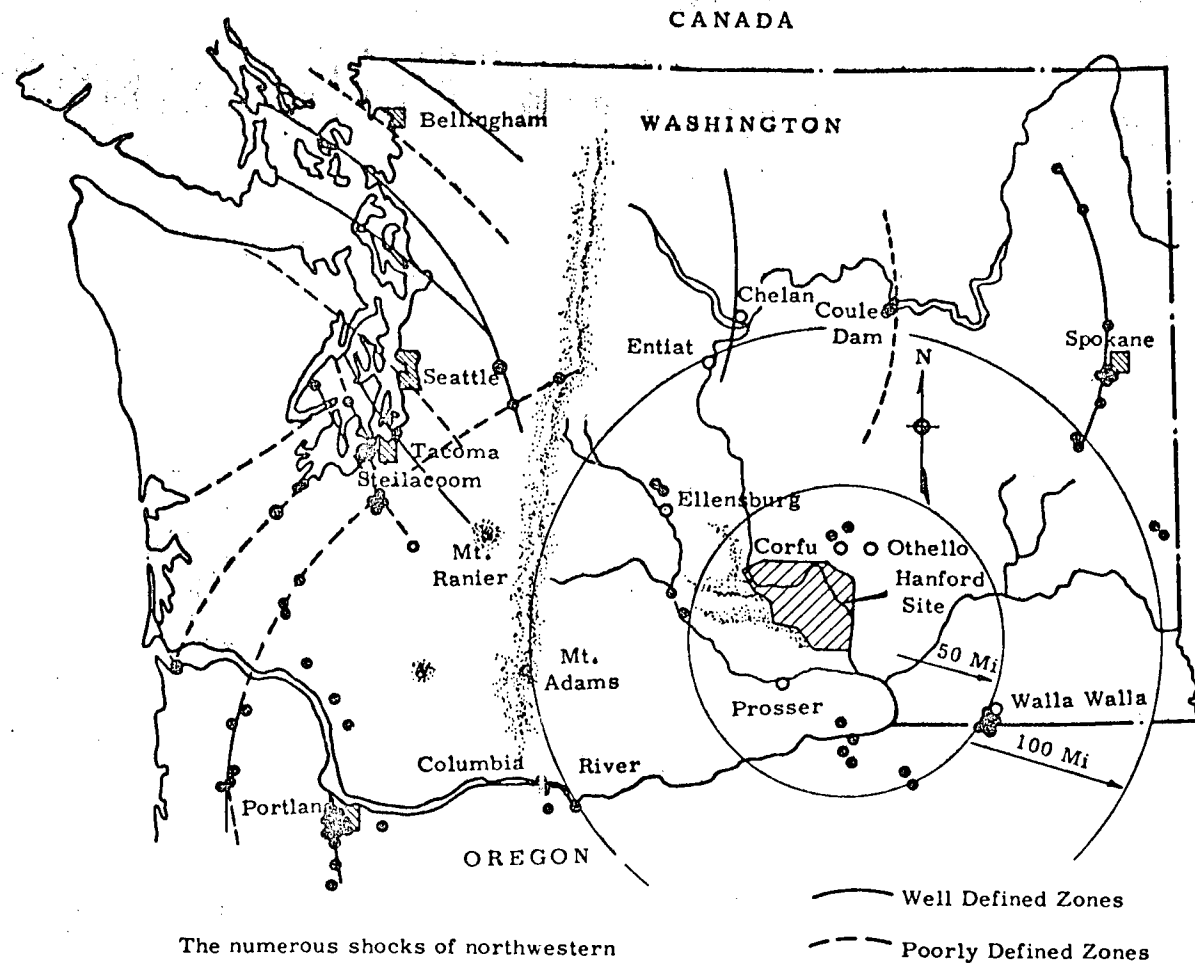 CANADA
WASHINGTON
Bellingham
Chelan
Coulee
Dam
Entiat
Spokane
N
Seattle
Tacoma
Steilacoom
Ellensburg
Corfu
Othello
Mt.
Ranier
Hanford
Site
Mt.
Adams
50 Mi
Prosser
Walla Walla
100 Mi
Columbia
River
Portland
OREGON
Well Defined Zones
The numerous shocks of northwestern
Poorly Defined Zones